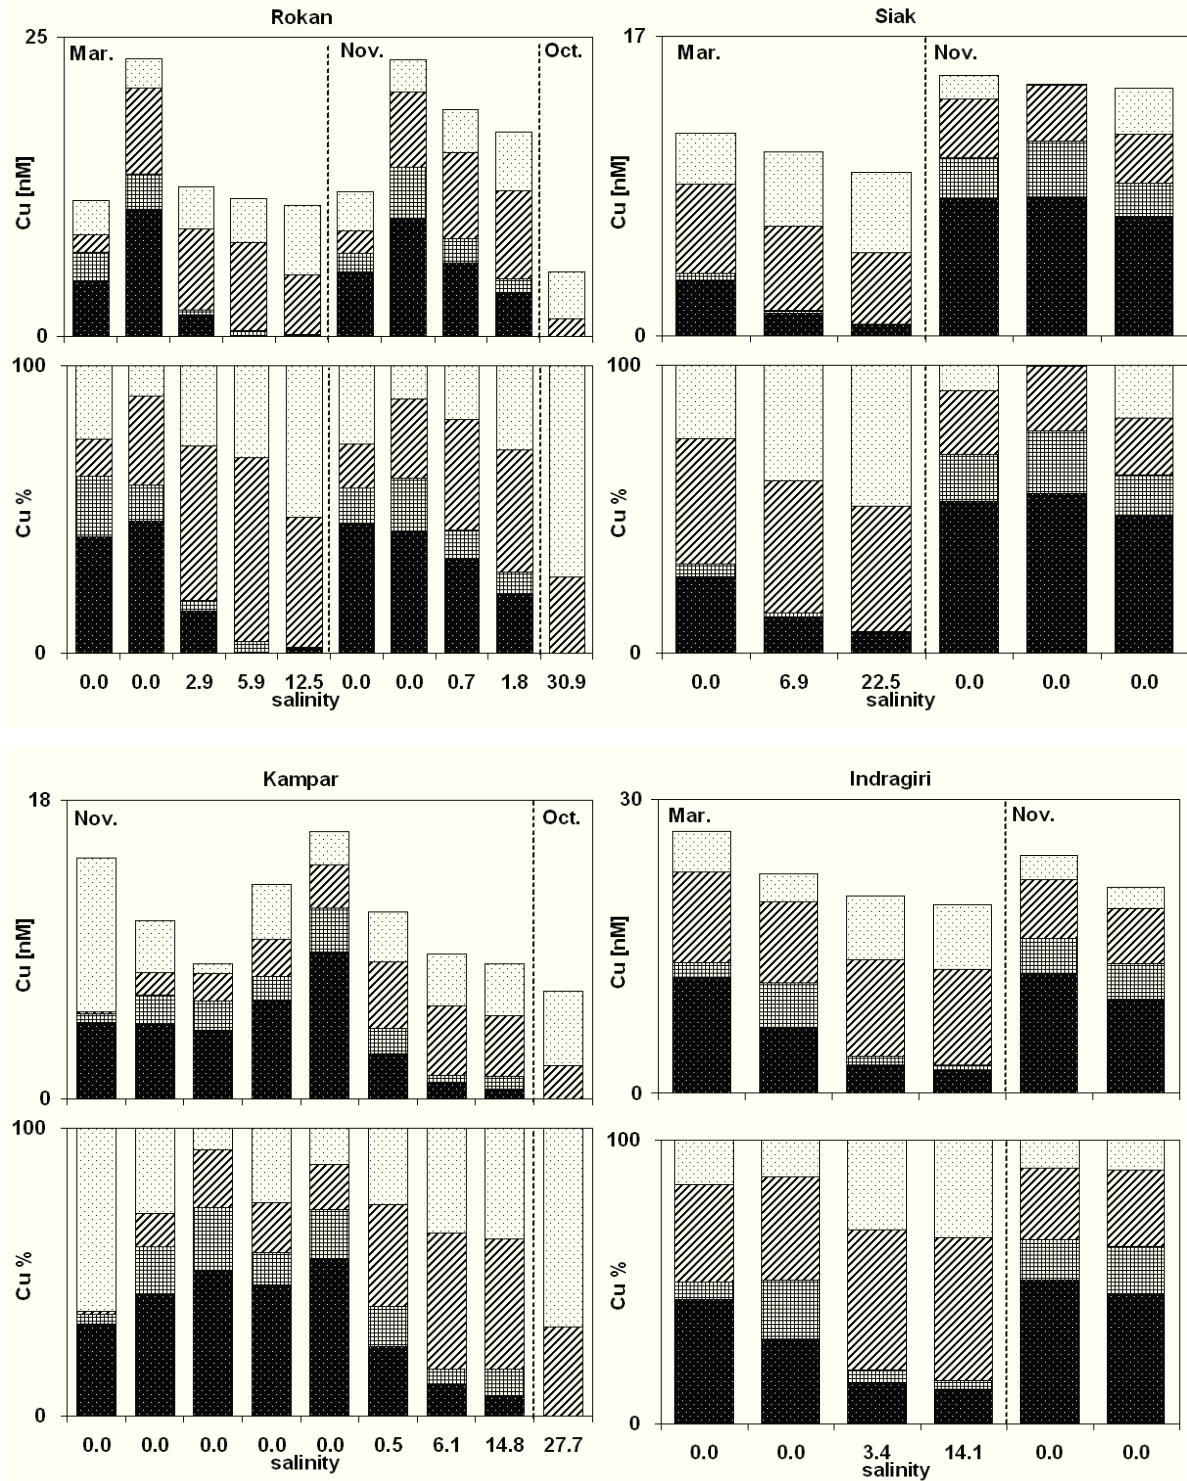 Rokan
25
Mar.
Nov.
Oct.
Cu [nM]
0
100
Cu %
0
0.0 0.0 2.9 5.9 12.5 0.0 0.0 0.7 1.8 30.9
salinity
Siak
17
Mar.
Nov.
Cu [nM]
0
100
Cu %
0
0.0 6.9 22.5 0.0 0.0 0.0
salinity
Kampar
18
Nov.
Oct.
Cu [nM]
0
100
Cu %
0
0.0 0.0 0.0 0.0 0.0 0.5 6.1 14.8 27.7
salinity
Indragiri
30
Mar.
Nov.
Cu [nM]
0
100
Cu %
0
0.0 0.0 3.4 14.1 0.0 0.0
salinity